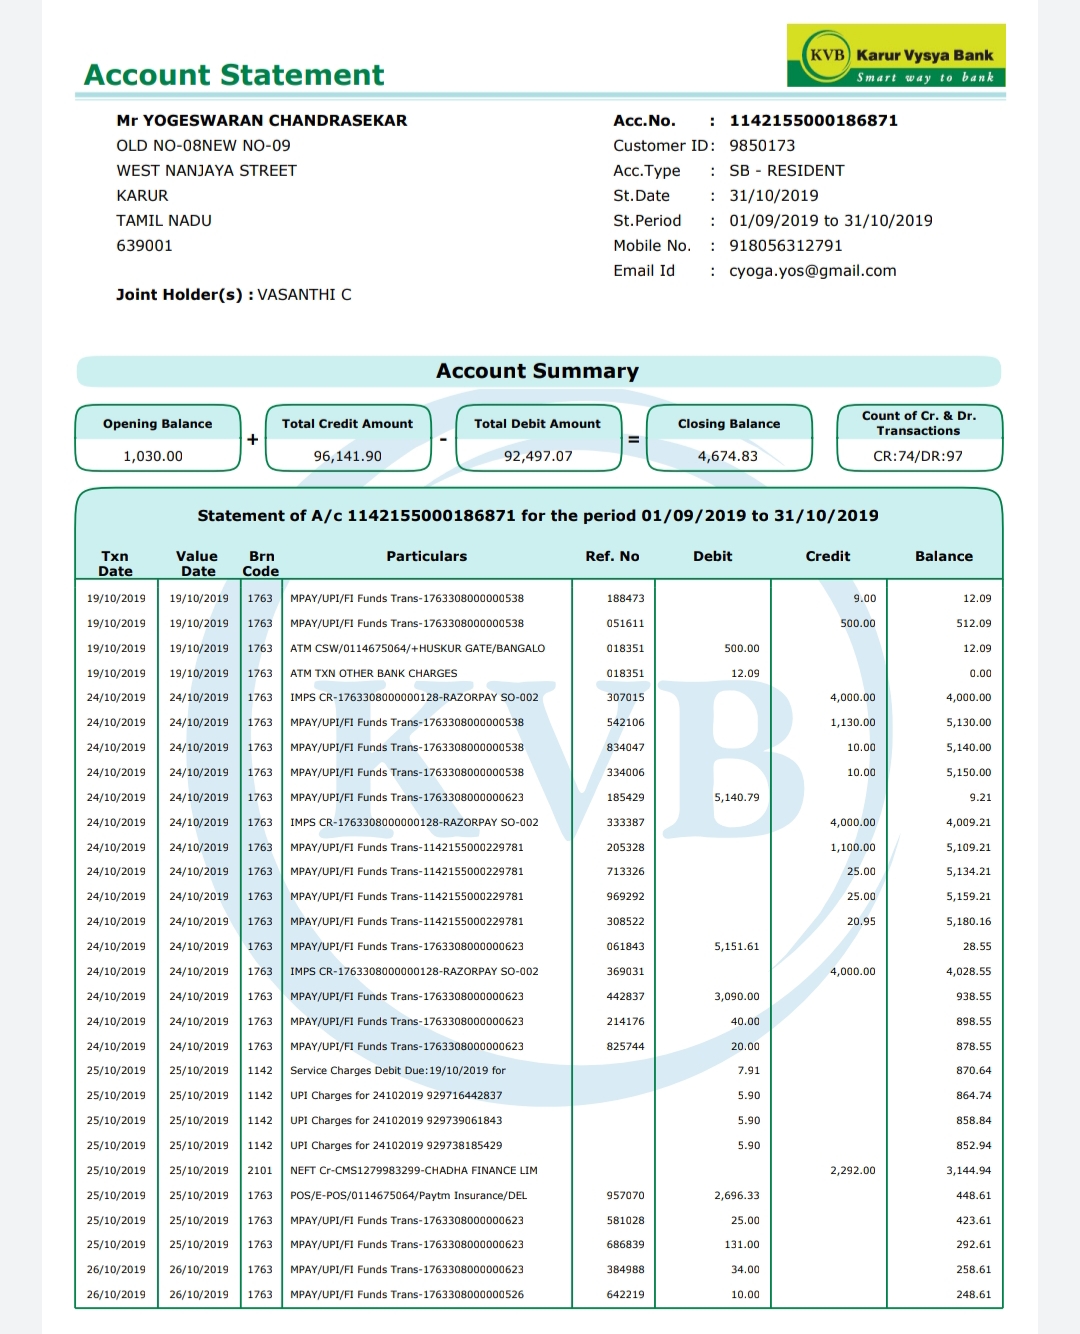 KVB Karur Vysya Bank
Smart way to bank
Account Statement
Mr YOGESWARAN CHANDRASEKAR
OLD NO-08NEW NO-09
WEST NANJAYA STREET
KARUR
TAMIL NADU
639001
Joint Holder(s) : VASANTHI C
Acc.No. : 1142155000186871
Customer ID: 9850173
Acc.Type : SB - RESIDENT
St.Date : 31/10/2019
St.Period : 01/09/2019 to 31/10/2019
Mobile No. : 918056312791
Email Id : cyoga.yos@gmail.com
Account Summary
Opening Balance + Total Credit Amount - Total Debit Amount = Closing Balance Count of Cr. & Dr. Transactions
1,030.00 96,141.90 92,497.07 4,674.83 CR:74/DR:97
Statement of A/c 1142155000186871 for the period 01/09/2019 to 31/10/2019
Txn Date Value Date Brn Code Particulars Ref. No Debit Credit Balance
19/10/2019 19/10/2019 1763 MPAY/UPI/FI Funds Trans-1763308000000538 188473 9.00 12.09
19/10/2019 19/10/2019 1763 MPAY/UPI/FI Funds Trans-1763308000000538 051611 500.00 512.09
19/10/2019 19/10/2019 1763 ATM CSW/0114675064/+HUSKUR GATE/BANGALO 018351 500.00 12.09
19/10/2019 19/10/2019 1763 ATM TXN OTHER BANK CHARGES 018351 12.09 0.00
24/10/2019 24/10/2019 1763 IMPS CR-1763308000000128-RAZORPAY SO-002 307015 4,000.00 4,000.00
24/10/2019 24/10/2019 1763 MPAY/UPI/FI Funds Trans-1763308000000538 542106 1,130.00 5,130.00
24/10/2019 24/10/2019 1763 MPAY/UPI/FI Funds Trans-1763308000000538 834047 10.00 5,140.00
24/10/2019 24/10/2019 1763 MPAY/UPI/FI Funds Trans-1763308000000538 334006 10.00 5,150.00
24/10/2019 24/10/2019 1763 MPAY/UPI/FI Funds Trans-1763308000000623 185429 5,140.79 9.21
24/10/2019 24/10/2019 1763 IMPS CR-1763308000000128-RAZORPAY SO-002 333387 4,000.00 4,009.21
24/10/2019 24/10/2019 1763 MPAY/UPI/FI Funds Trans-1142155000229781 205328 1,100.00 5,109.21
24/10/2019 24/10/2019 1763 MPAY/UPI/FI Funds Trans-1142155000229781 713326 25.00 5,134.21
24/10/2019 24/10/2019 1763 MPAY/UPI/FI Funds Trans-1142155000229781 969292 25.00 5,159.21
24/10/2019 24/10/2019 1763 MPAY/UPI/FI Funds Trans-1142155000229781 308522 20.95 5,180.16
24/10/2019 24/10/2019 1763 MPAY/UPI/FI Funds Trans-1763308000000623 061843 5,151.61 28.55
24/10/2019 24/10/2019 1763 IMPS CR-1763308000000128-RAZORPAY SO-002 369031 4,000.00 4,028.55
24/10/2019 24/10/2019 1763 MPAY/UPI/FI Funds Trans-1763308000000623 442837 3,090.00 938.55
24/10/2019 24/10/2019 1763 MPAY/UPI/FI Funds Trans-1763308000000623 214176 40.00 898.55
24/10/2019 24/10/2019 1763 MPAY/UPI/FI Funds Trans-1763308000000623 825744 20.00 878.55
25/10/2019 25/10/2019 1142 Service Charges Debit Due:19/10/2019 for 7.91 870.64
25/10/2019 25/10/2019 1142 UPI Charges for 24102019 929716442837 5.90 864.74
25/10/2019 25/10/2019 1142 UPI Charges for 24102019 929739061843 5.90 858.84
25/10/2019 25/10/2019 1142 UPI Charges for 24102019 929738185429 5.90 852.94
25/10/2019 25/10/2019 2101 NEFT Cr-CMS1279983299-CHADHA FINANCE LIM 2,292.00 3,144.94
25/10/2019 25/10/2019 1763 POS/E-POS/0114675064/Paytm Insurance/DEL 957070 2,696.33 448.61
25/10/2019 25/10/2019 1763 MPAY/UPI/FI Funds Trans-1763308000000623 581028 25.00 423.61
25/10/2019 25/10/2019 1763 MPAY/UPI/FI Funds Trans-1763308000000623 686839 131.00 292.61
26/10/2019 26/10/2019 1763 MPAY/UPI/FI Funds Trans-1763308000000623 384988 34.00 258.61
26/10/2019 26/10/2019 1763 MPAY/UPI/FI Funds Trans-1763308000000526 642219 10.00 248.61
KVB